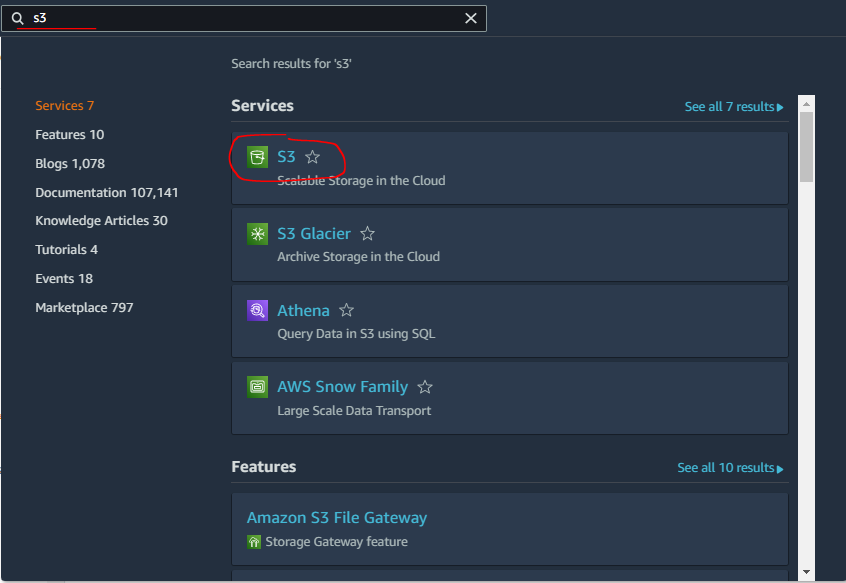 s3
Search results for 's3'
Services 7
Features 10
Blogs 1,078
Documentation 107,141
Knowledge Articles 30
Tutorials 4
Events 18
Marketplace 797
Services
See all 7 results
S3
Scalable Storage in the Cloud
S3 Glacier
Archive Storage in the Cloud
Athena
Query Data in S3 using SQL
AWS Snow Family
Large Scale Data Transport
Features
See all 10 results
Amazon S3 File Gateway
Storage Gateway feature